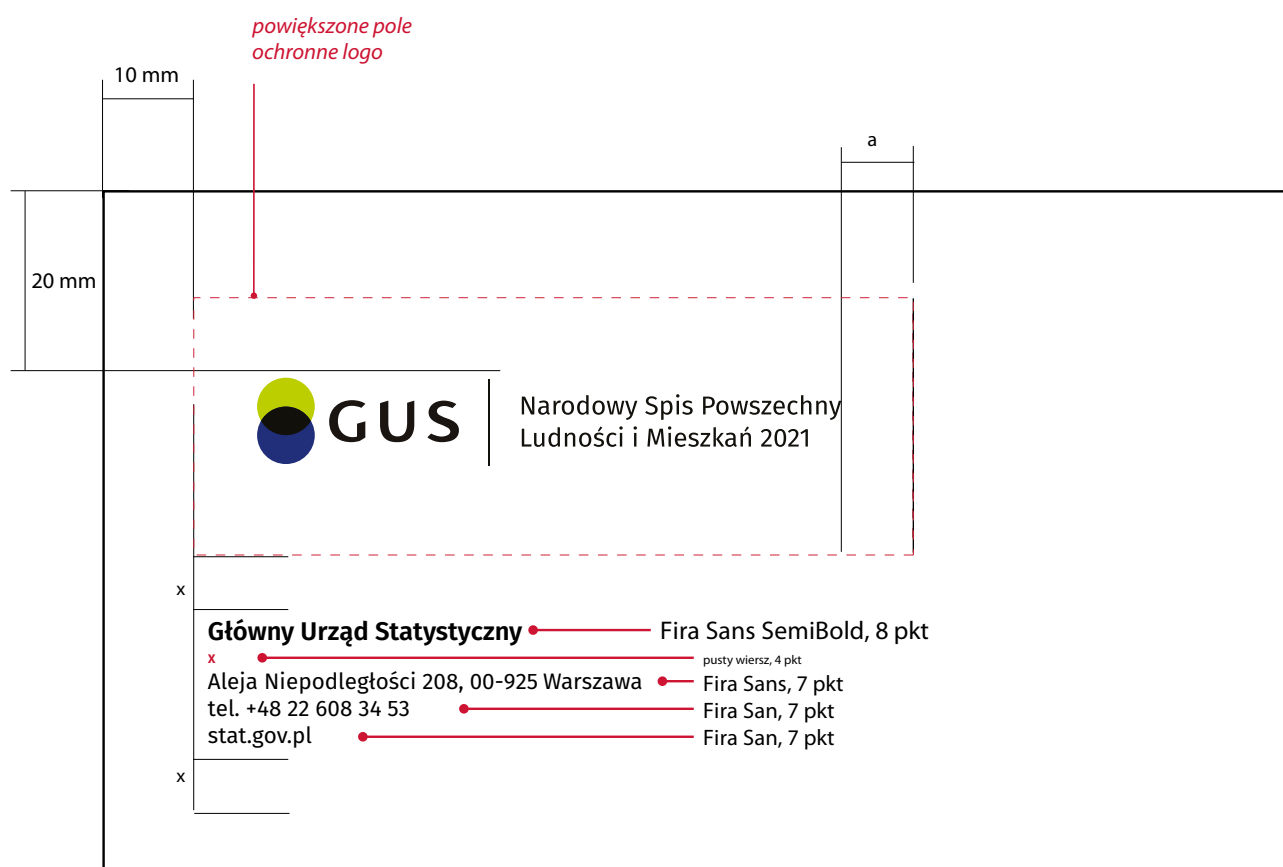 powiększone pole
ochronne logo
10 mm
a
20 mm
GUS
Narodowy Spis Powszechny
Ludności i Mieszkań 2021
x
Główny Urząd Statystyczny
Fira Sans SemiBold, 8 pkt
x
pusty wiersz, 4 pkt
Aleja Niepodległości 208, 00-925 Warszawa
Fira Sans, 7 pkt
tel. +48 22 608 34 53
Fira San, 7 pkt
stat.gov.pl
Fira San, 7 pkt
x